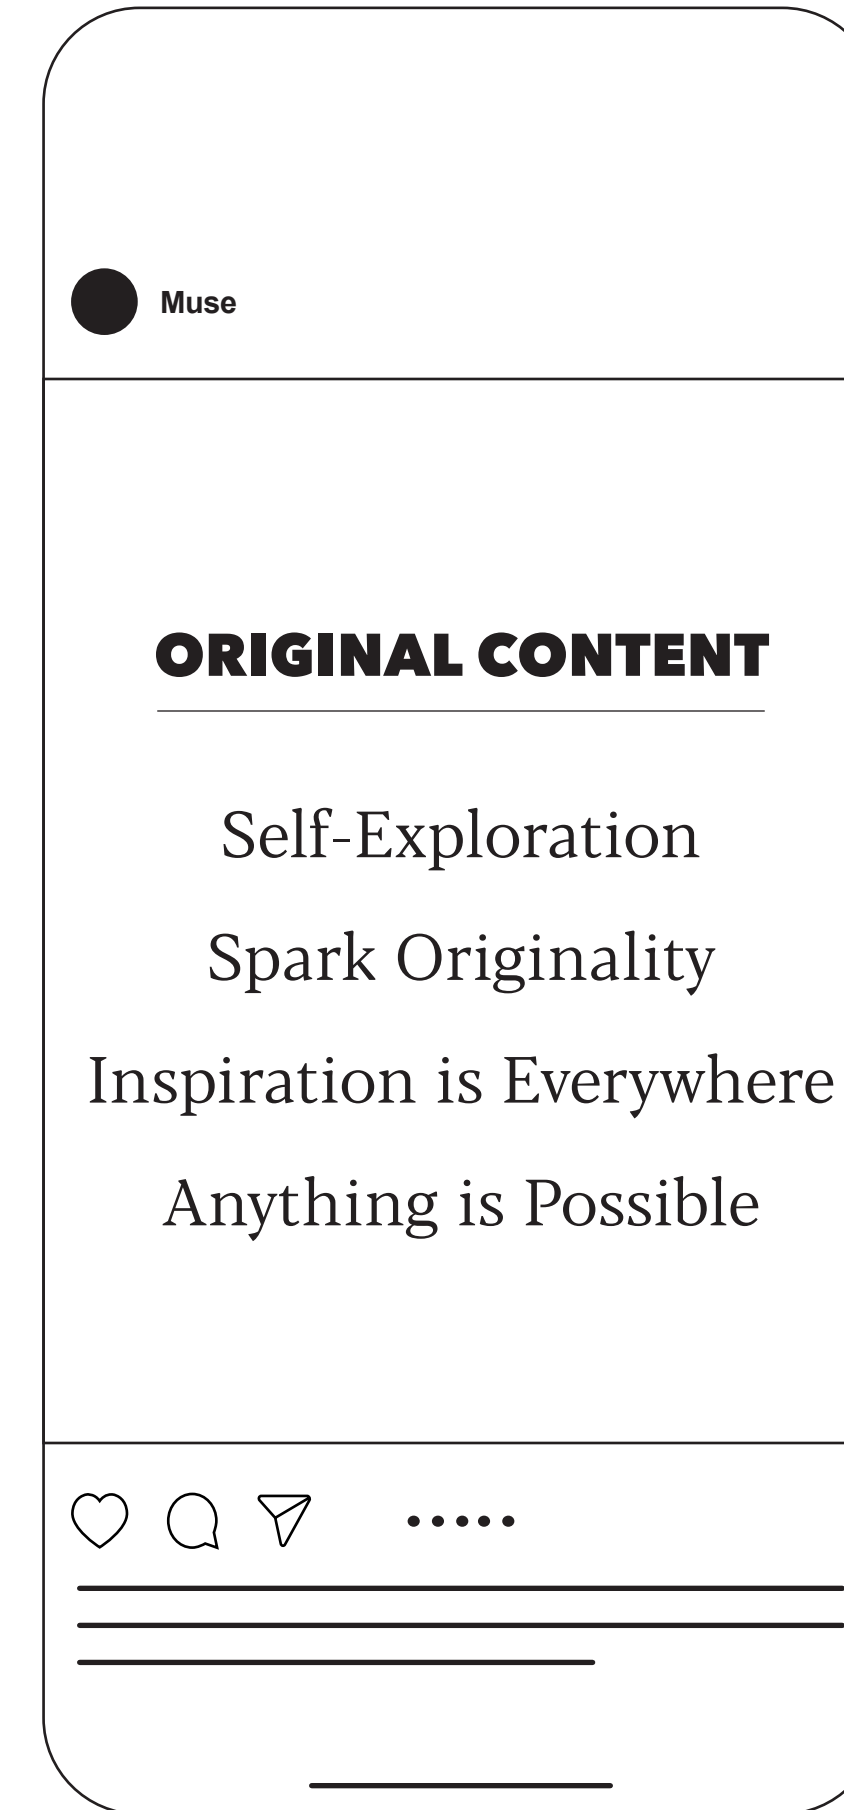 Muse
ORIGINAL CONTENT
Self-Exploration
Spark Originality
Inspiration is Everywhere
Anything is Possible